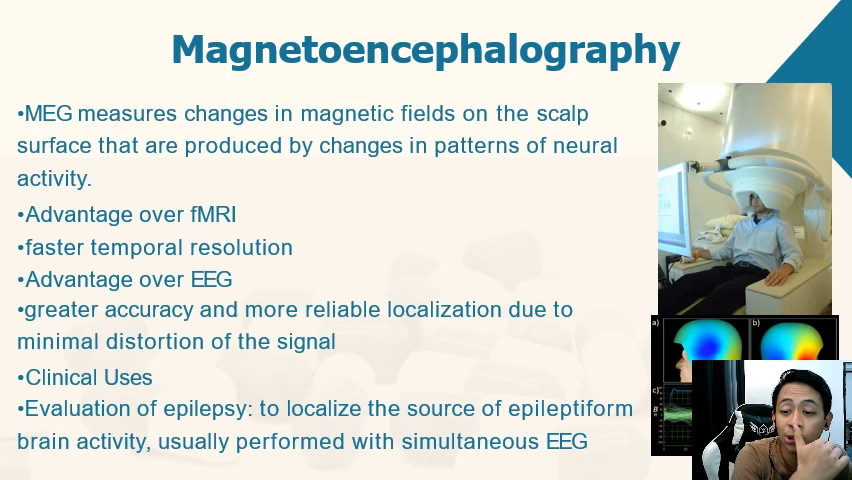 Magnetoencephalography
•MEG measures changes in magnetic fields on the scalp
surface that are produced by changes in patterns of neural
activity.
•Advantage over fMRI
•faster temporal resolution
•Advantage over EEG
•greater accuracy and more reliable localization due to
minimal distortion of the signal
•Clinical Uses
•Evaluation of epilepsy: to localize the source of epileptiform
brain activity, usually performed with simultaneous EEG
a)
b)
c)
B